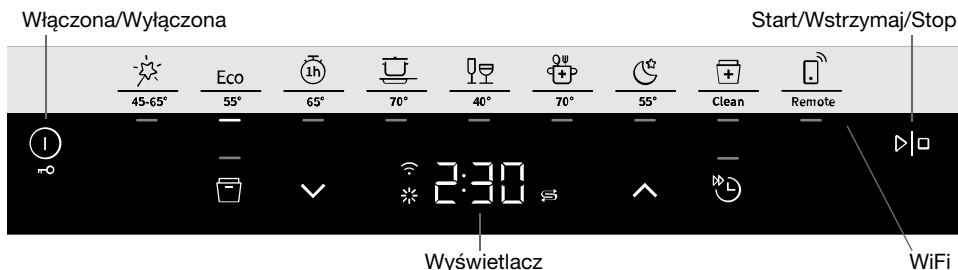 Włączona/Wyłączona Start/Wstrzymaj/Stop
Eco 1h
45-65° 55° 65° 70° 40° 70° 55° Clean Remote
2:30
Wyświetlacz WiFi